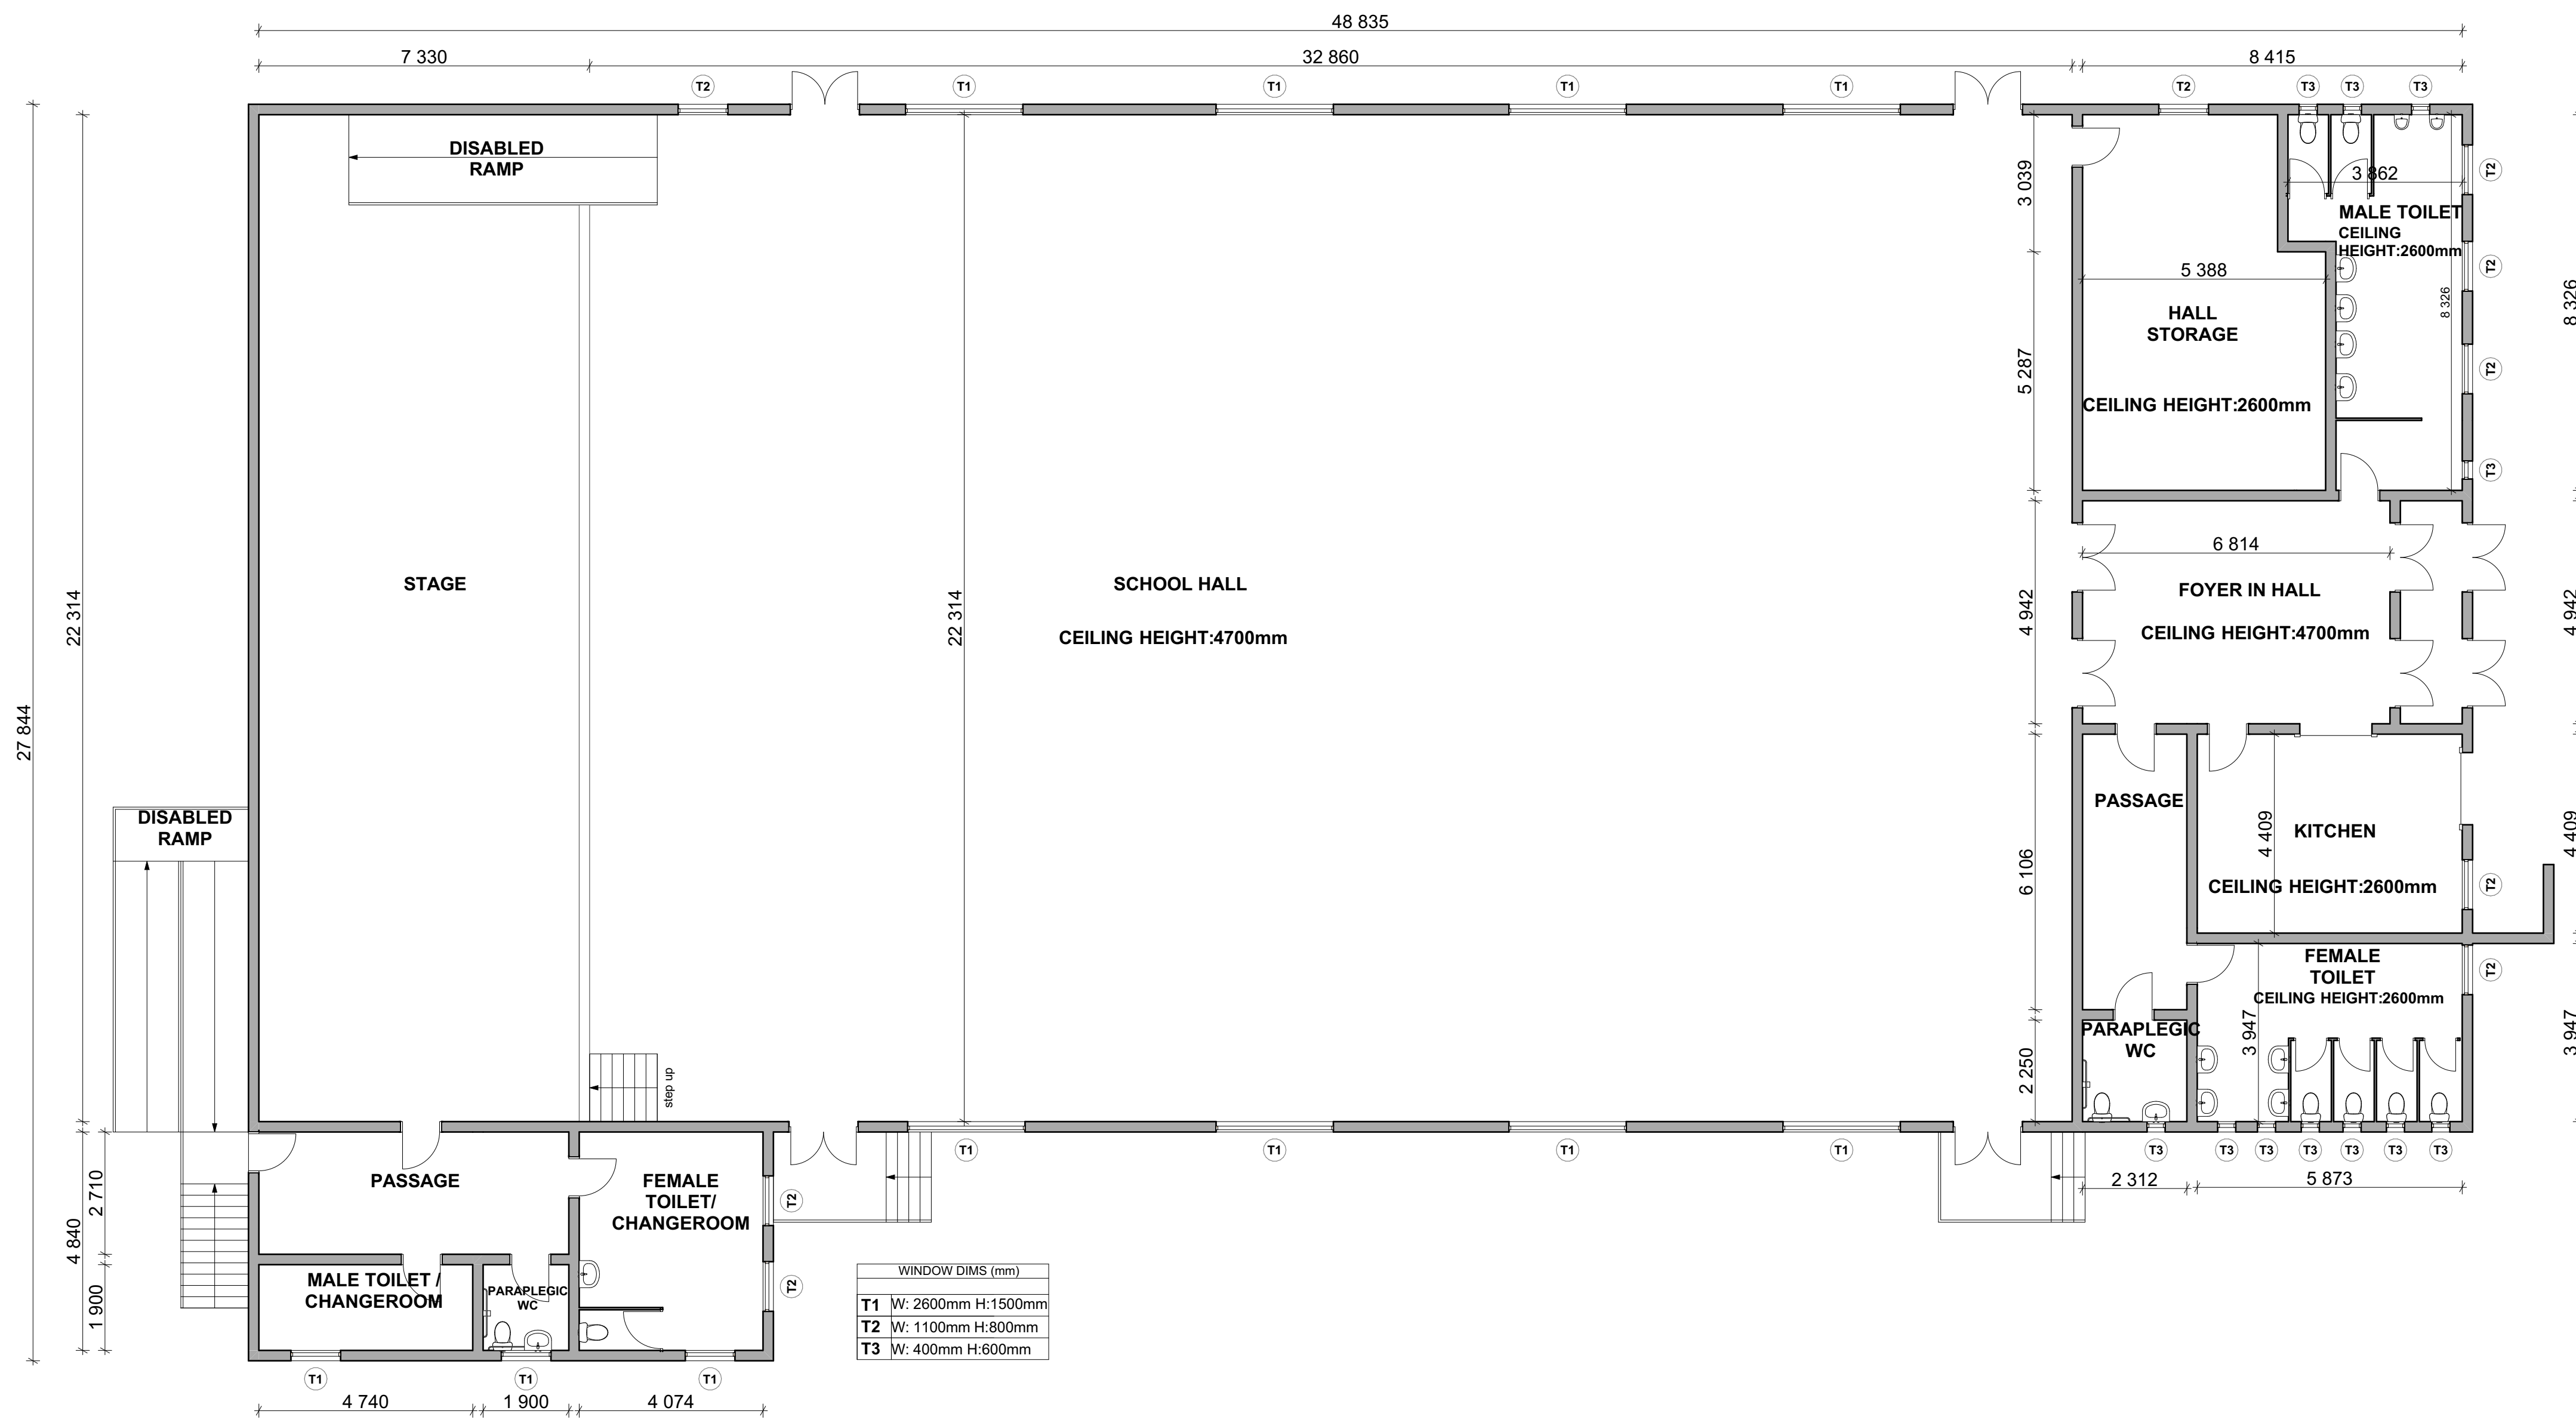 48 835
7 330
32 860
8 415
T2
T1
T1
T1
T1
T2
T3
T3
T3
DISABLED
RAMP
3 039
3 862
T2
MALE TOILET
CEILING
HEIGHT:2600mm
T2
5 388
8 326
8 326
HALL
STORAGE
5 287
T2
CEILING HEIGHT:2600mm
T3
6 814
STAGE
SCHOOL HALL
FOYER IN HALL
22 314
22 314
4 942
4 942
CEILING HEIGHT:4700mm
CEILING HEIGHT:4700mm
27 844
PASSAGE
DISABLED
RAMP
KITCHEN
4 409
4 409
6 106
CEILING HEIGHT:2600mm
T2
FEMALE
TOILET
T2
CEILING HEIGHT:2600mm
PARAPLEGIC
WC
3 947
3 947
2 250
step up
T1
T1
T1
T1
T3
T3
T3
T3
T3
T3
T3
PASSAGE
FEMALE
TOILET/
CHANGEROOM
T2
2 312
5 873
2 710
4 840
MALE TOILET /
CHANGEROOM
PARAPLEGIC
WC
T2
1 900
WINDOW DIMS (mm)
T1 W: 2600mm H:1500mm
T2 W: 1100mm H:800mm
T3 W: 400mm H:600mm
T1
T1
T1
4 740
1 900
4 074